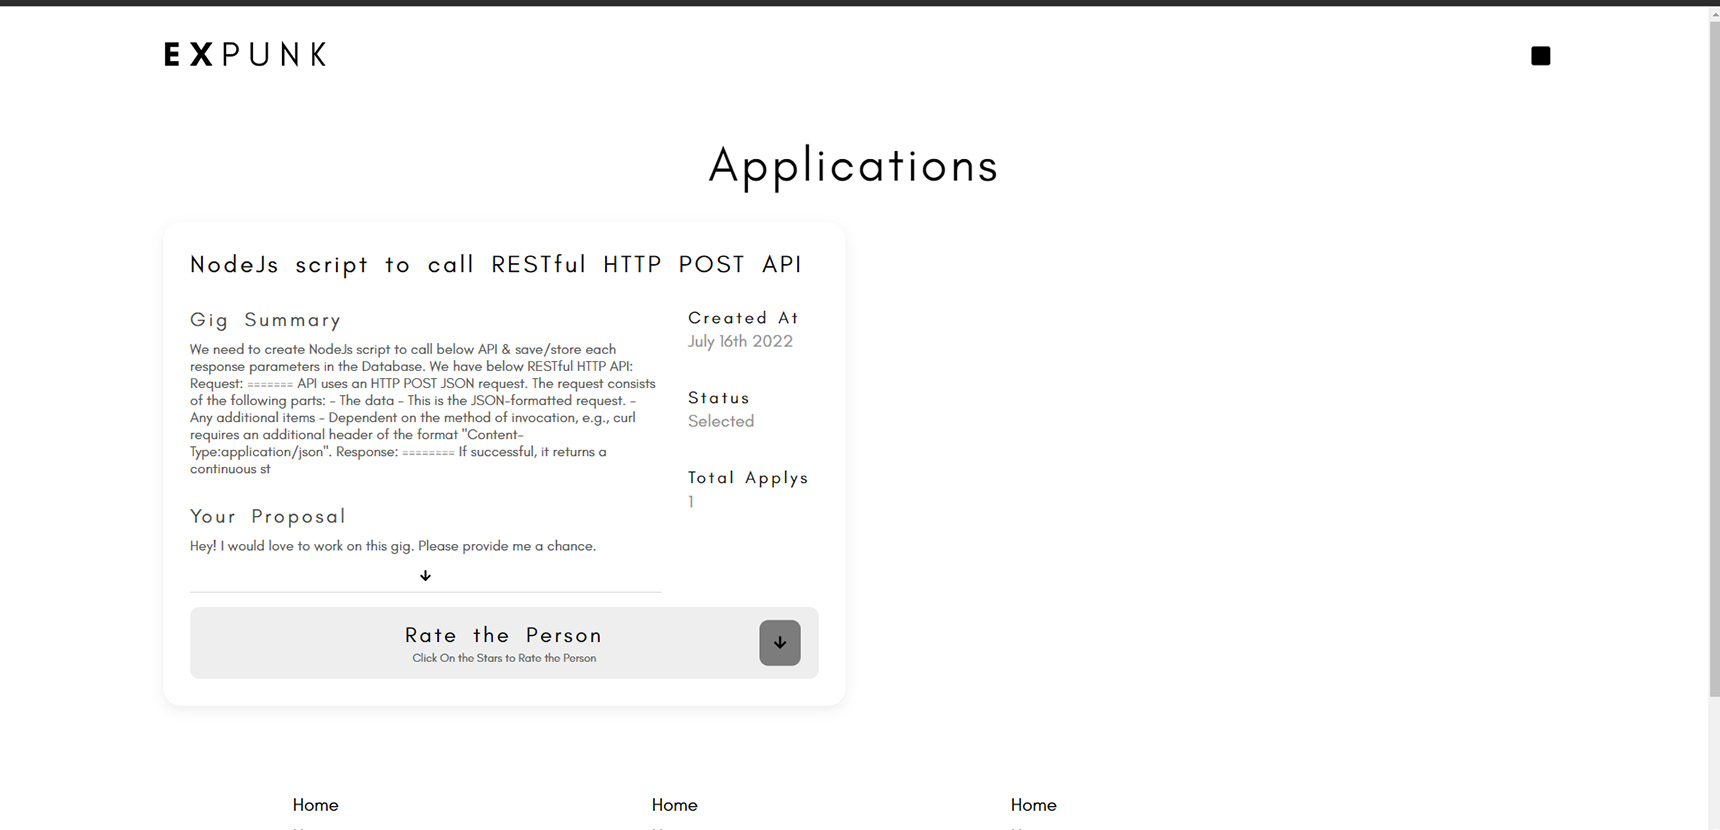 EXPUNK
Applications
NodeJs script to call RESTful HTTP POST API
Gig Summary
We need to create NodeJs script to call below API & save/store each
response parameters in the Database. We have below RESTful HTTP API:
Request: ======= API uses an HTTP POST JSON request. The request consists
of the following parts: - The data - This is the JSON-formatted request. -
Any additional items - Dependent on the method of invocation, e.g., curl
requires an additional header of the format "Content-
Type:application/json". Response: ======== If successful, it returns a
continuous st
Your Proposal
Hey! I would love to work on this gig. Please provide me a chance.
Created At
July 16th 2022
Status
Selected
Total Applys
1
Rate the Person
Click On the Stars to Rate the Person
Home
Home
Home